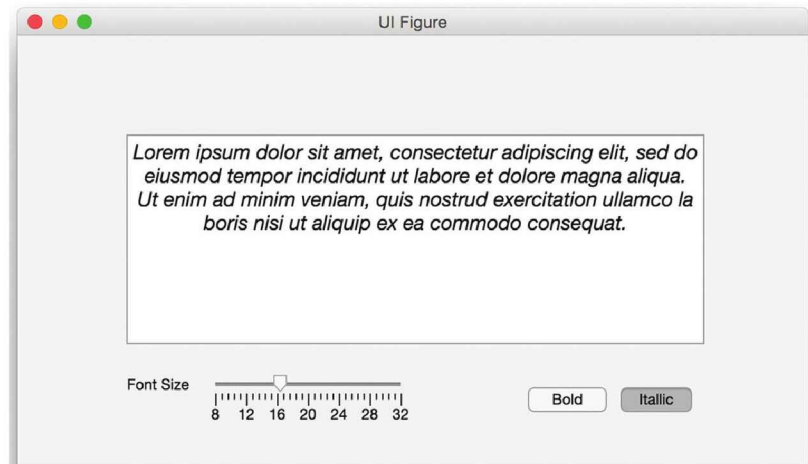 UI Figure
Lorem ipsum dolor sit amet, consectetur adipiscing elit, sed do
eiusmod tempor incididunt ut labore et dolore magna aliqua.
Ut enim ad minim veniam, quis nostrud exercitation ullamco la
boris nisi ut aliquip ex ea commodo consequat.
Font Size
8 12 16 20 24 28 32
Bold
Itallic